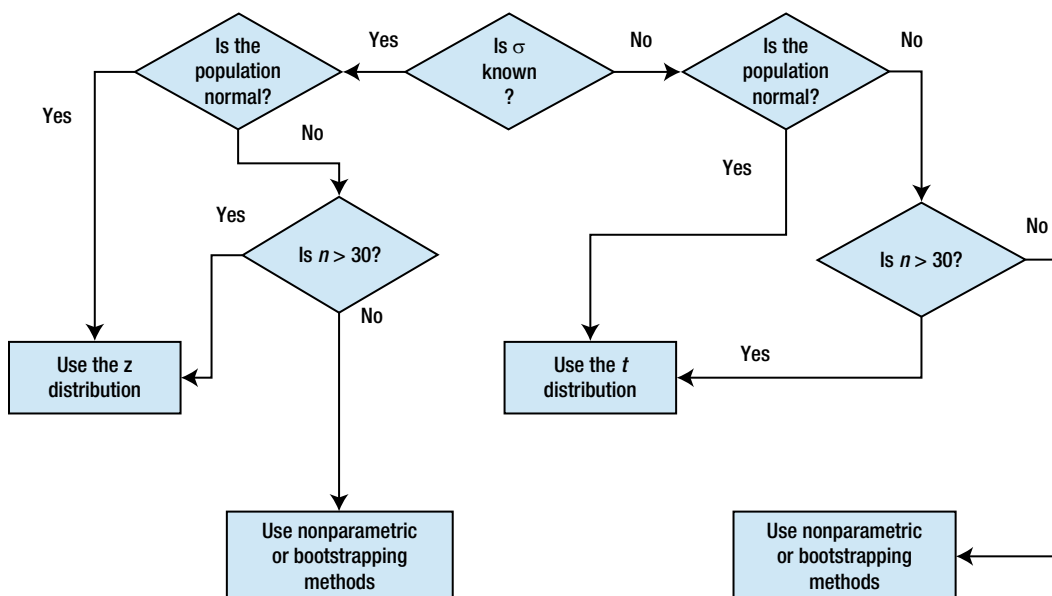 Is the
population
normal?
Yes
Is σ
known
?
No
Is the
population
normal?
No
Yes
No
Yes
Yes
Is n > 30?
No
Is n > 30?
No
Use the z
distribution
Use the t
distribution
Yes
Use nonparametric
or bootstrapping
methods
Use nonparametric
or bootstrapping
methods